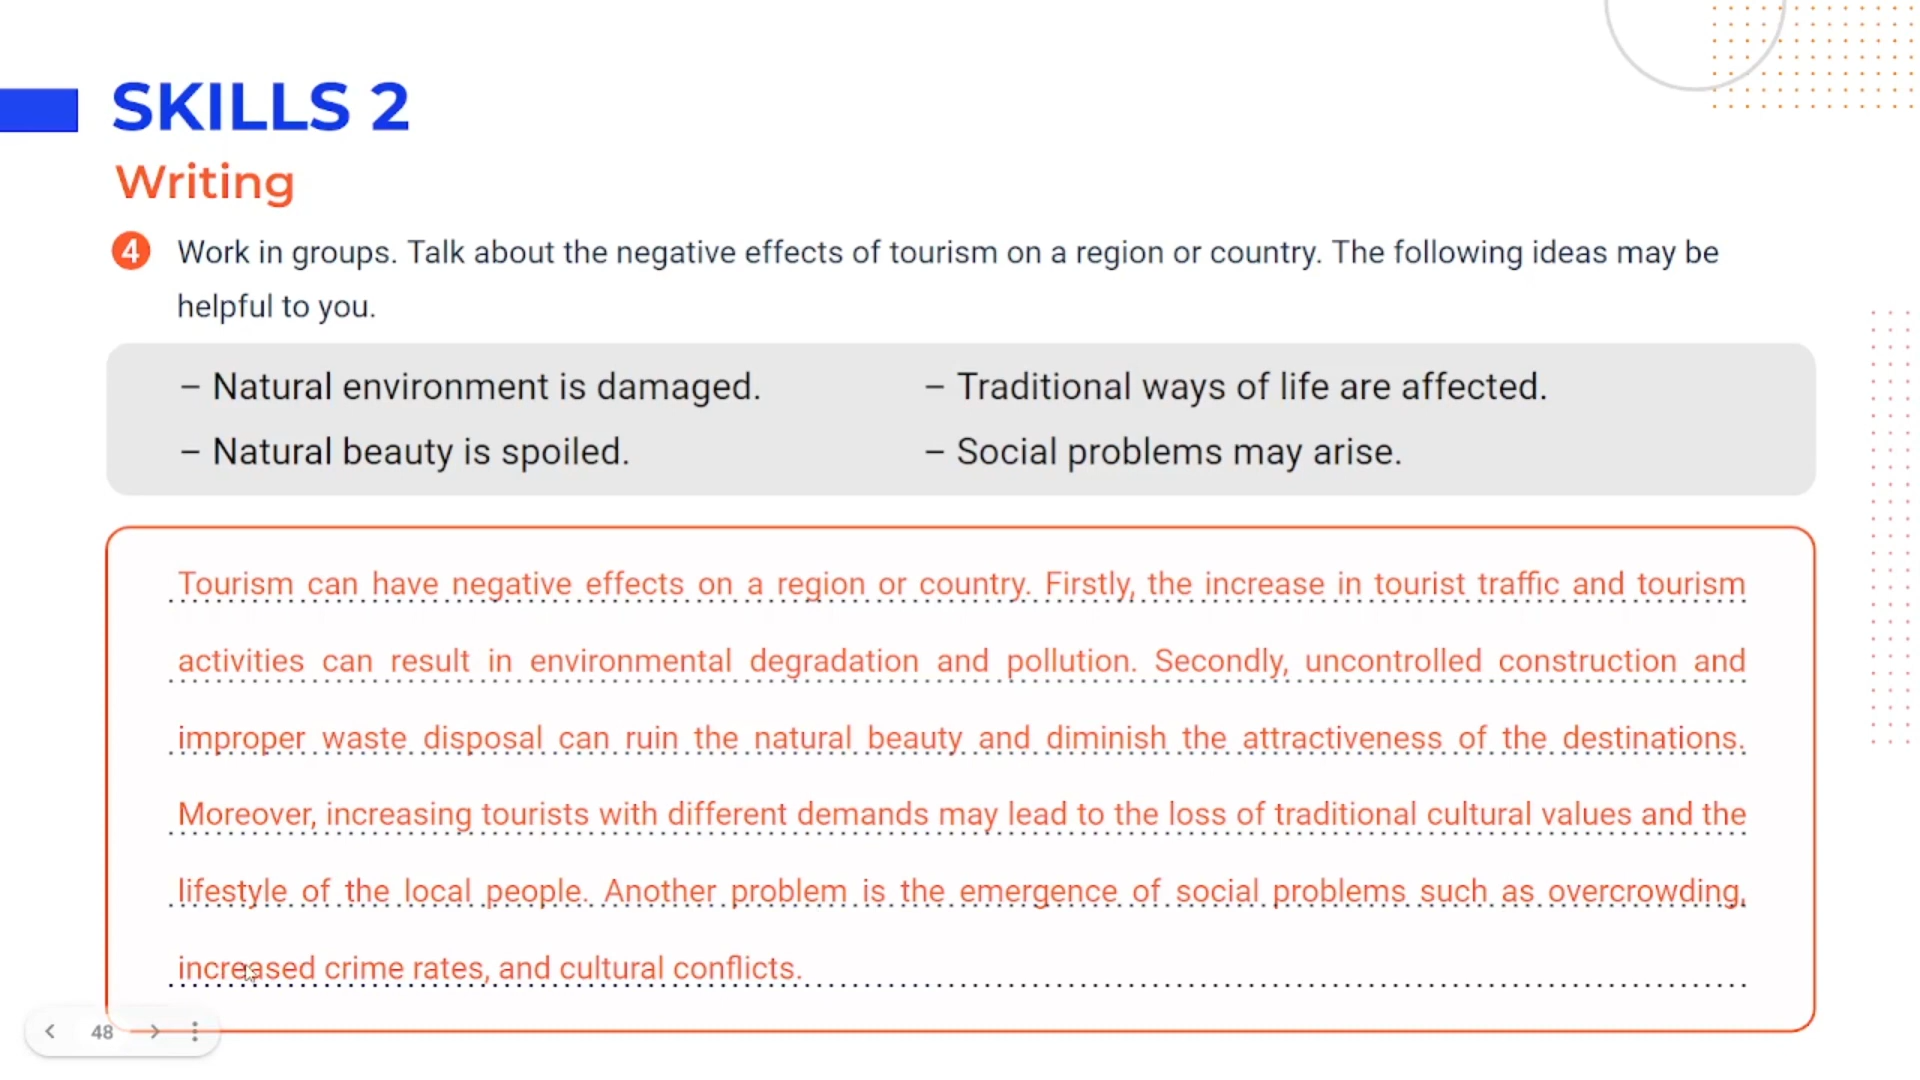 SKILLS 2
Writing
4 Work in groups. Talk about the negative effects of tourism on a region or country. The following ideas may be
helpful to you.
– Natural environment is damaged. – Traditional ways of life are affected.
– Natural beauty is spoiled. – Social problems may arise.
Tourism can have negative effects on a region or country. Firstly, the increase in tourist traffic and tourism
activities can result in environmental degradation and pollution. Secondly, uncontrolled construction and
improper waste disposal can ruin the natural beauty and diminish the attractiveness of the destinations.
Moreover, increasing tourists with different demands may lead to the loss of traditional cultural values and the
lifestyle of the local people. Another problem is the emergence of social problems such as overcrowding,
increased crime rates, and cultural conflicts.
48